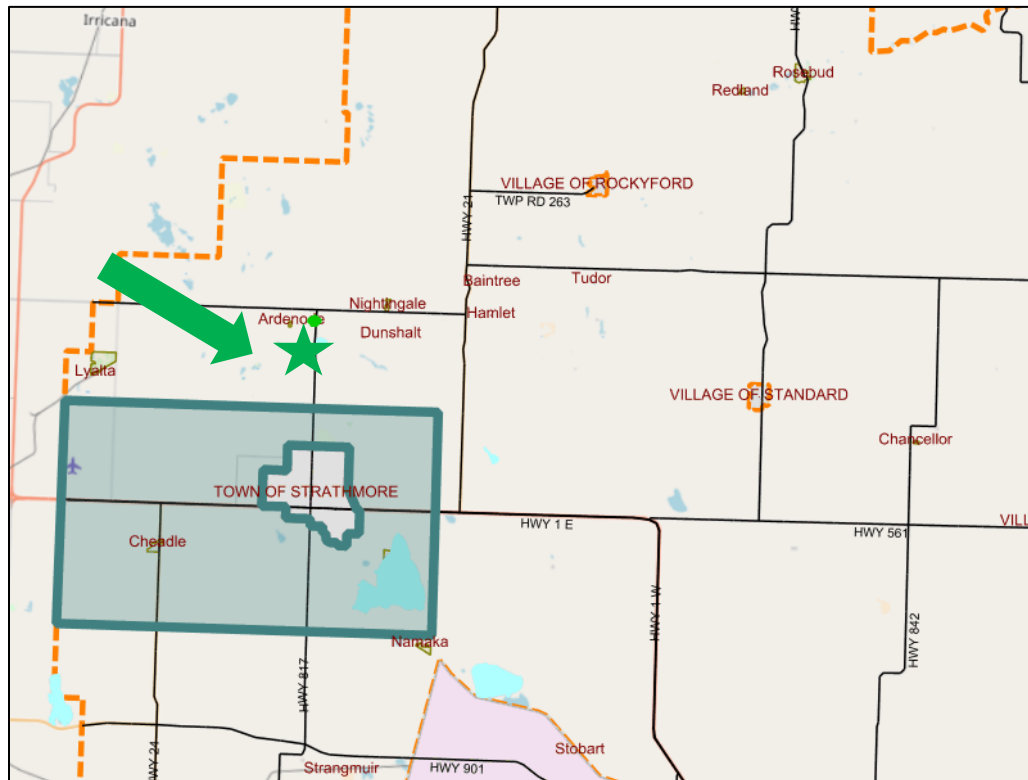 Irricana
HWY
Rosebud
Redland
VILLAGE OF ROCKYFORD
TWP RD 263
HWY 21
Baintree
Tudor
Nightingale
Hamlet
Dunshalt
Lyalta
VILLAGE OF STANDARD
Chancellor
TOWN OF STRATHMORE
HWY 1 E
HWY 561
VILL
Cheadle
HWY 1 W
HWY 842
Namaka
HWY 817
Stobart
HWY 24
Strangmuir
HWY 901